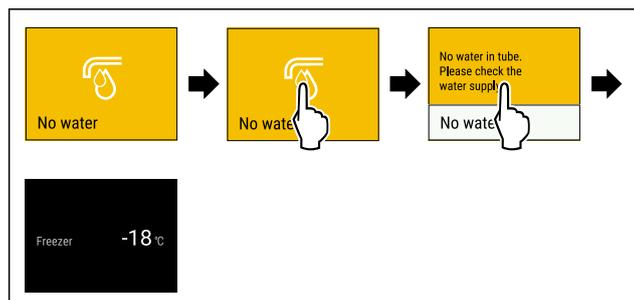 No water
No wate
No water in tube.
Please check the
water suppl
No wate
Freezer -18 °C